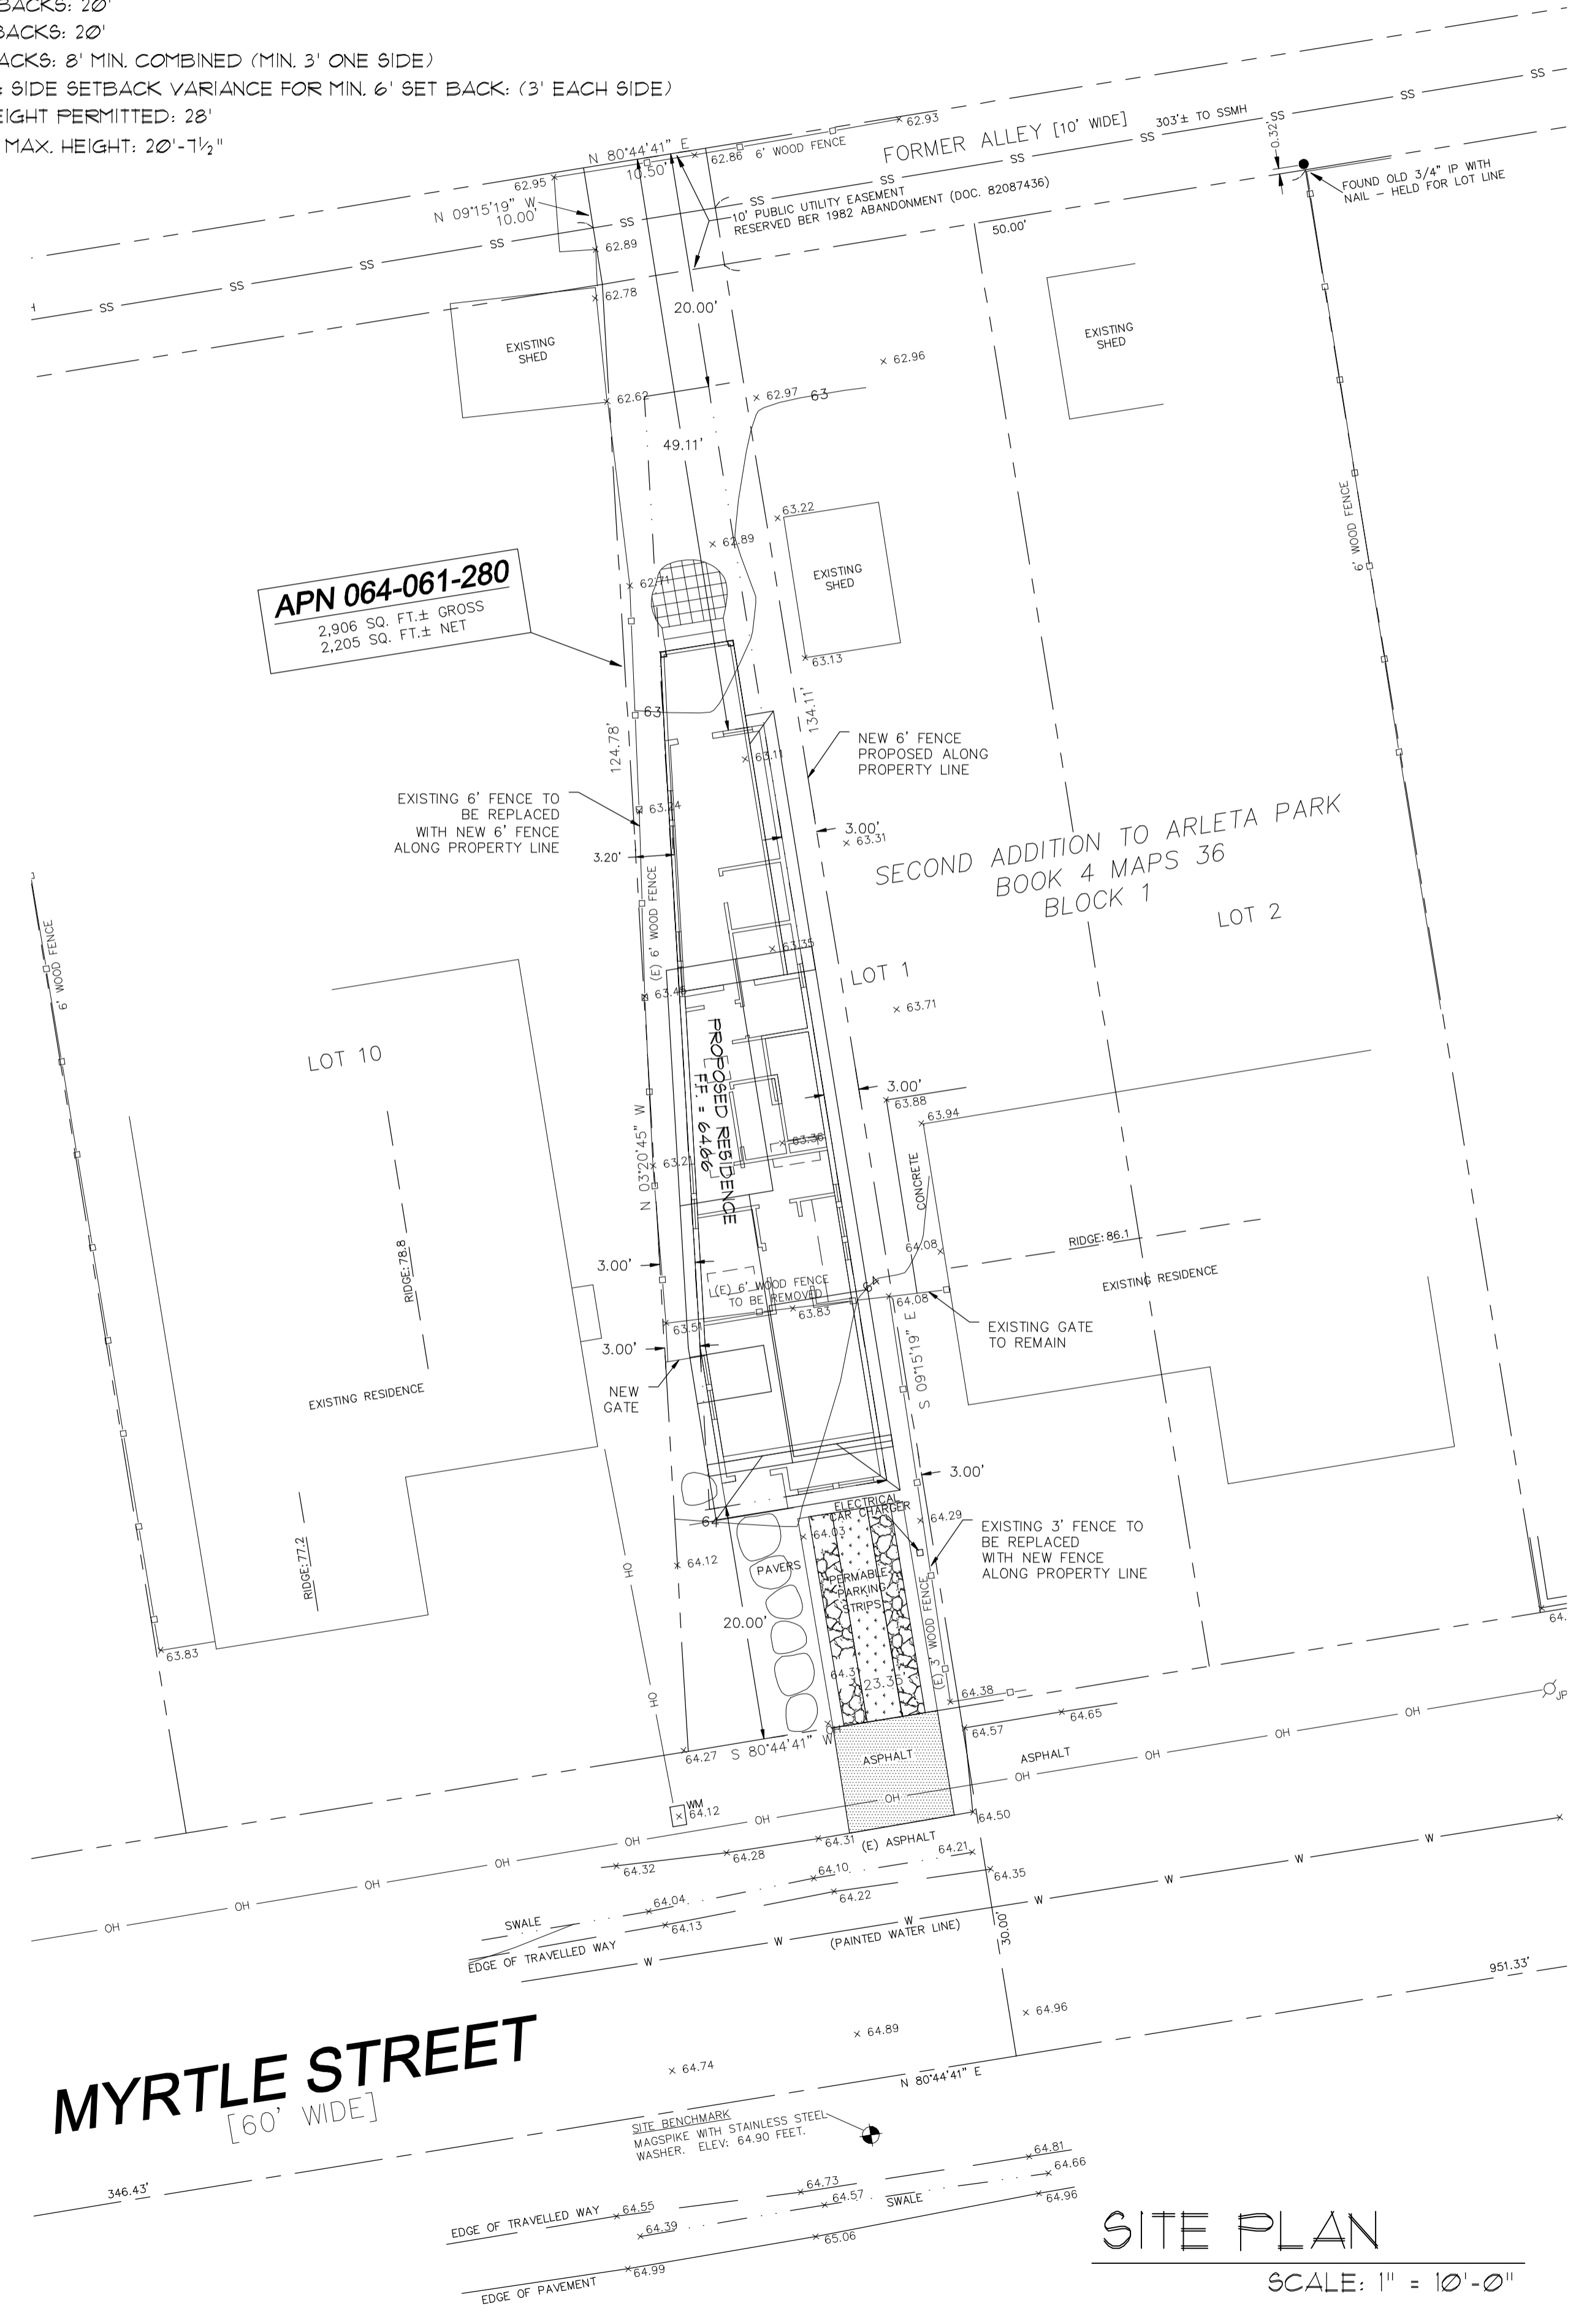 BACKS: 20'
BACKS: 20'
ACKS: 8' MIN. COMBINED (MIN. 3' ONE SIDE)
: SIDE SETBACK VARIANCE FOR MIN. 6' SET BACK: (3' EACH SIDE)
EIGHT PERMITTED: 28'
MAX. HEIGHT: 20'-7½"
N 80°44'41" E
10.50'
62.86
6' WOOD FENCE
62.93
FORMER ALLEY [10' WIDE]
303'± TO SSMH
SS
SS
SS
SS
0.32'
FOUND OLD 3/4" IP WITH
NAIL – HELD FOR LOT LINE
62.95
N 09°15'19" W
10.00'
10' PUBLIC UTILITY EASEMENT
RESERVED BER 1982 ABANDONMENT (DOC. 82087436)
SS
SS
SS
SS
SS
SS
SS
SS
SS
62.89
62.78
50.00'
20.00'
EXISTING
SHED
EXISTING
SHED
62.96
62.62
62.97
63
49.11'
63.22
62.89
62.71
EXISTING
SHED
63.13
6' WOOD FENCE
APN 064-061-280
2,906 SQ. FT.± GROSS
2,205 SQ. FT.± NET
63
124.78'
134.11'
63.11
NEW 6' FENCE
PROPOSED ALONG
PROPERTY LINE
EXISTING 6' FENCE TO
BE REPLACED
WITH NEW 6' FENCE
ALONG PROPERTY LINE
63.24
3.20'
3.00'
63.31
SECOND ADDITION TO ARLETA PARK
BOOK 4 MAPS 36
BLOCK 1
LOT 2
LOT 1
63.71
(E) 6' WOOD FENCE
63.35
6' WOOD FENCE
LOT 10
PROPOSED RESIDENCE
F.F. = 64.66
N 03°20'45" W
3.00'
63.88
63.94
63.36
63.21
CONCRETE
RIDGE: 78.8
RIDGE: 86.1
EXISTING RESIDENCE
64.08
3.00'
(E) 6' WOOD FENCE
TO BE REMOVED
64
64.08
63.83
63.51
EXISTING GATE
TO REMAIN
3.00'
S 09°15'19" E
NEW
GATE
EXISTING RESIDENCE
3.00'
ELECTRICAL
CAR CHARGER
64
64.03
64.29
EXISTING 3' FENCE TO
BE REPLACED
WITH NEW FENCE
ALONG PROPERTY LINE
RIDGE: 77.2
OH
64.12
PAVERS
PERMABLE
PARKING
STRIPS
20.00'
(E) 3' WOOD FENCE
63.83
64.
OH
23.35'
64.38
64.65
64.57
JP
64.27
S 80°44'41" W
ASPHALT
ASPHALT
WM
64.12
OH
OH
OH
OH
OH
OH
OH
OH
OH
OH
64.50
64.31
(E) ASPHALT
64.32
64.28
64.21
64.10
64.35
64.04
64.22
64.13
SWALE
EDGE OF TRAVELLED WAY
W
W
W
W
W
W
W
(PAINTED WATER LINE)
30.00'
951.33'
64.96
64.89
64.74
MYRTLE STREET
[60' WIDE]
N 80°44'41" E
SITE BENCHMARK
MAGSPIKE WITH STAINLESS STEEL
WASHER. ELEV: 64.90 FEET.
346.43'
64.81
64.66
64.73
64.57
SWALE
64.96
EDGE OF TRAVELLED WAY
64.55
64.39
65.06
64.99
EDGE OF PAVEMENT
SITE PLAN
SCALE: 1" = 10'-0"